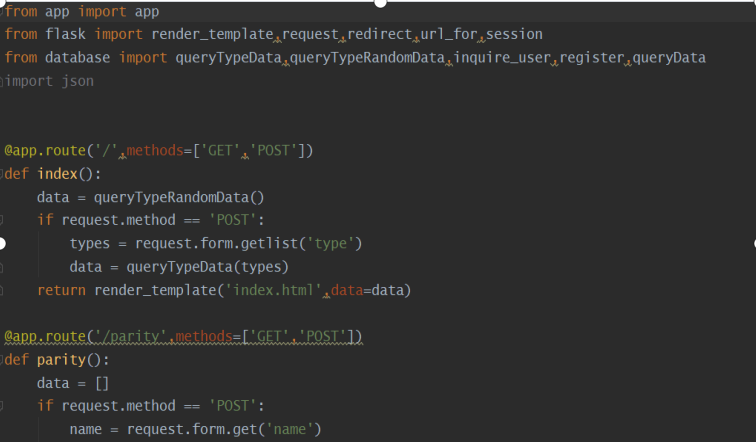 from app import app
from flask import render_template,request,redirect,url_for,session
from database import queryTypeData,queryTypeRandomData,inquire_user,register,queryData
import json
@app.route('/',methods=['GET','POST'])
def index():
    data = queryTypeRandomData()
    if request.method == 'POST':
        types = request.form.getlist('type')
        data = queryTypeData(types)
    return render_template('index.html',data=data)
@app.route('/parity',methods=['GET','POST'])
def parity():
    data = []
    if request.method == 'POST':
        name = request.form.get('name')